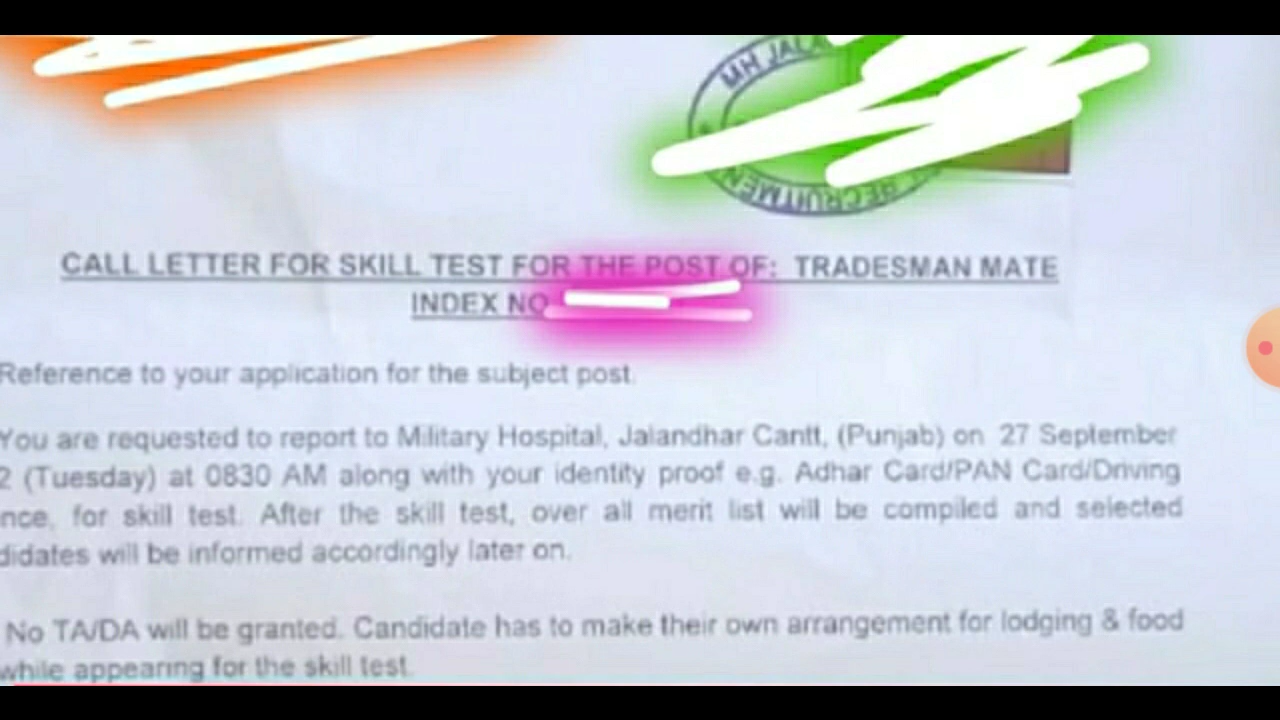 MH JALA
RECRUITMEN
CALL LETTER FOR SKILL TEST FOR THE POST OF: TRADESMAN MATE
INDEX NO
Reference to your application for the subject post.
You are requested to report to Military Hospital, Jalandhar Cantt, (Punjab) on 27 September
2 (Tuesday) at 0830 AM along with your identity proof e.g. Adhar Card/PAN Card/Driving
nce, for skill test. After the skill test, over all merit list will be compiled and selected
didates will be informed accordingly later on.
No TA/DA will be granted. Candidate has to make their own arrangement for lodging & food
while appearing for the skill test.